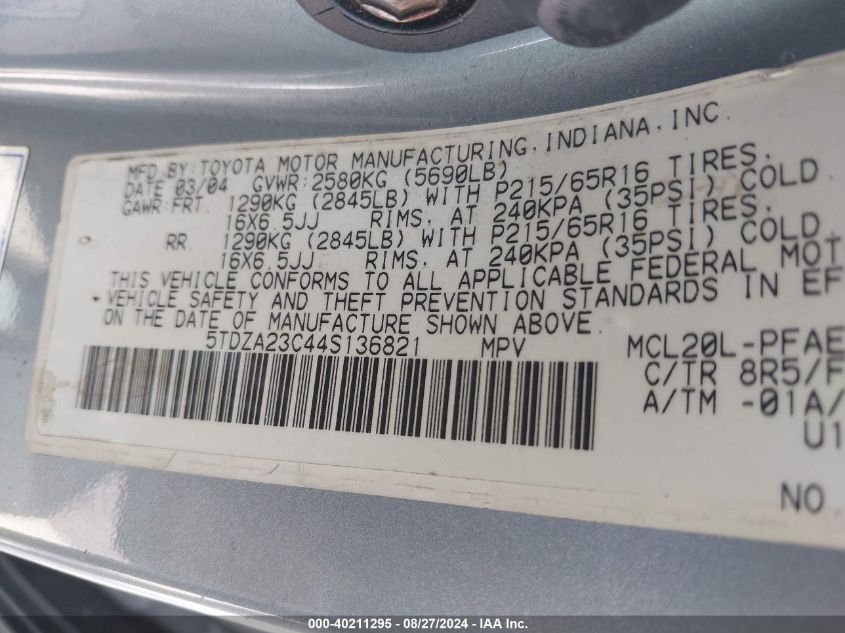 MFD.BY:TOYOTA MOTOR MANUFACTURING,INDIANA,INC.
DATE 03/04 GVWR:2580KG (5690LB)
GAWR:FRT. 1290KG (2845LB) WITH P215/65R16 TIRES,
16X6.5JJ RIMS, AT 240KPA (35PSI) COLD.
RR. 1290KG (2845LB) WITH P215/65R16 TIRES,
16X6.5JJ RIMS, AT 240KPA (35PSI) COLD.
THIS VEHICLE CONFORMS TO ALL APPLICABLE FEDERAL MOT
VEHICLE SAFETY AND THEFT PREVENTION STANDARDS IN EF
ON THE DATE OF MANUFACTURE SHOWN ABOVE.
5TDZA23C44S136821 MPV MCL20L-PFAE
C/TR 8R5/F
A/TM -01A/
U1
NO.
000-40211295 - 08/27/2024 - Copyright © IAA, LLC.